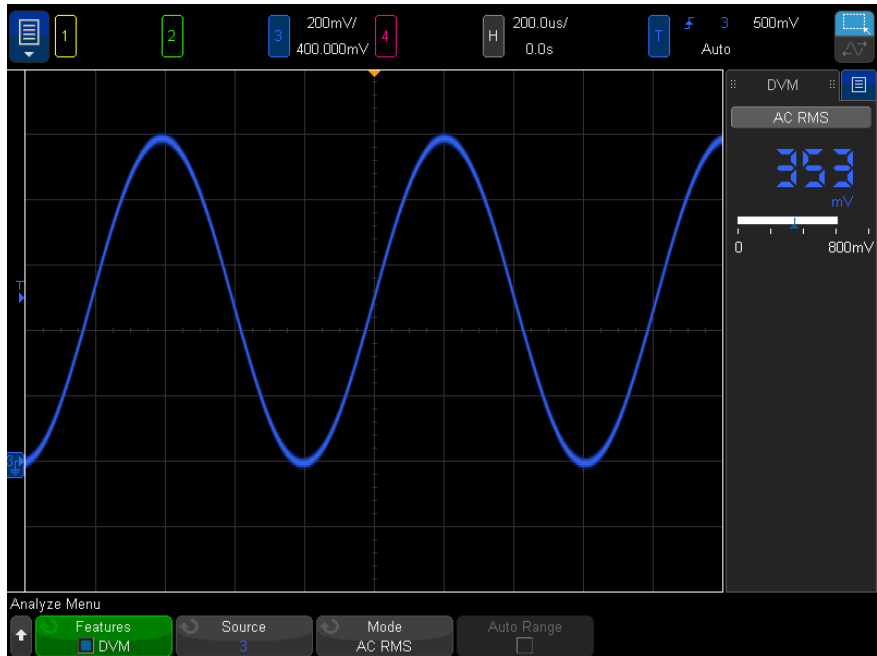 1
2
3
200mV/
400.000mV
4
H
200.0us/
0.0s
T
3
500mV
Auto
DVM
AC RMS
353
mV
0
800mV
T
3
Analyze Menu
Features
DVM
Source
3
Mode
AC RMS
Auto Range